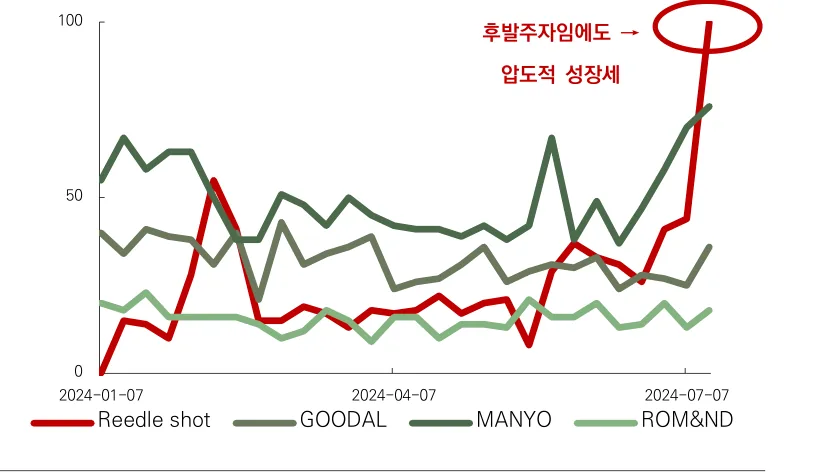 100
후발주자임에도 →
압도적 성장세
50
0
2024-01-07
2024-04-07
2024-07-07
Reedle shot
GOODAL
MANYO
ROM&ND